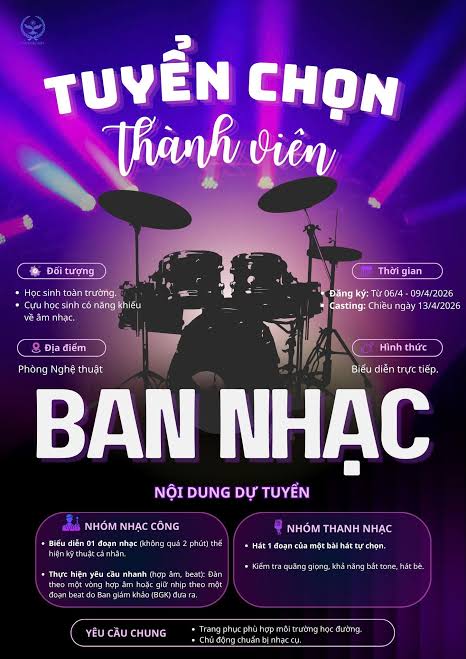 TUYỂN CHỌN
thành viên
Đối tượng
• Học sinh toàn trường.
• Cựu học sinh có năng khiếu
về âm nhạc.
Thời gian
• Đăng ký: Từ 06/4 - 09/4/2026
• Casting: Chiều ngày 13/4/2026
Địa điểm
Phòng Nghệ thuật
Hình thức
Biểu diễn trực tiếp.
BAN NHẠC
NỘI DUNG DỰ TUYỂN
NHÓM NHẠC CÔNG
• Biểu diễn 01 đoạn nhạc (không quá 2 phút) thể
hiện kỹ thuật cá nhân.
• Thực hiện yêu cầu nhanh (hợp âm, beat): Đàn
theo một vòng hợp âm hoặc giữ nhịp theo một
đoạn beat do Ban giám khảo (BGK) đưa ra.
NHÓM THANH NHẠC
• Hát 1 đoạn của một bài hát tự chọn.
• Kiểm tra quãng giọng, khả năng bắt tone, hát bè.
YÊU CẦU CHUNG
• Trang phục phù hợp môi trường học đường.
• Chủ động chuẩn bị nhạc cụ.